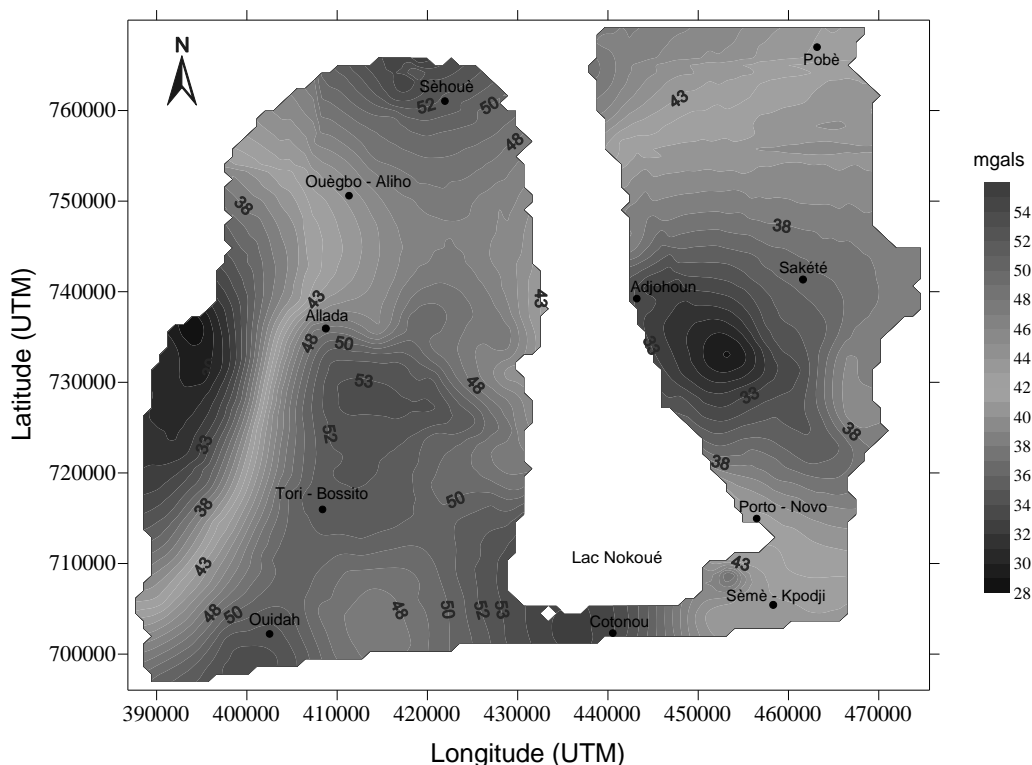 N
Pobè
Sèhouè
52
50
43
760000
48
mgals
Ouègbo - Aliho
750000
38
38
54
52
Sakété
50
740000
43
43
Adjohoun
48
Allada
48
50
33
46
44
730000
53
48
33
42
52
38
40
33
38
38
720000
Tori - Bossito
50
36
38
Porto - Novo
34
710000
43
Lac Nokoué
43
32
Sèmè - Kpodji
30
48
50
Ouidah
48
50
52
53
Cotonou
28
700000
Latitude (UTM)
390000 400000 410000 420000 430000 440000 450000 460000 470000
Longitude (UTM)